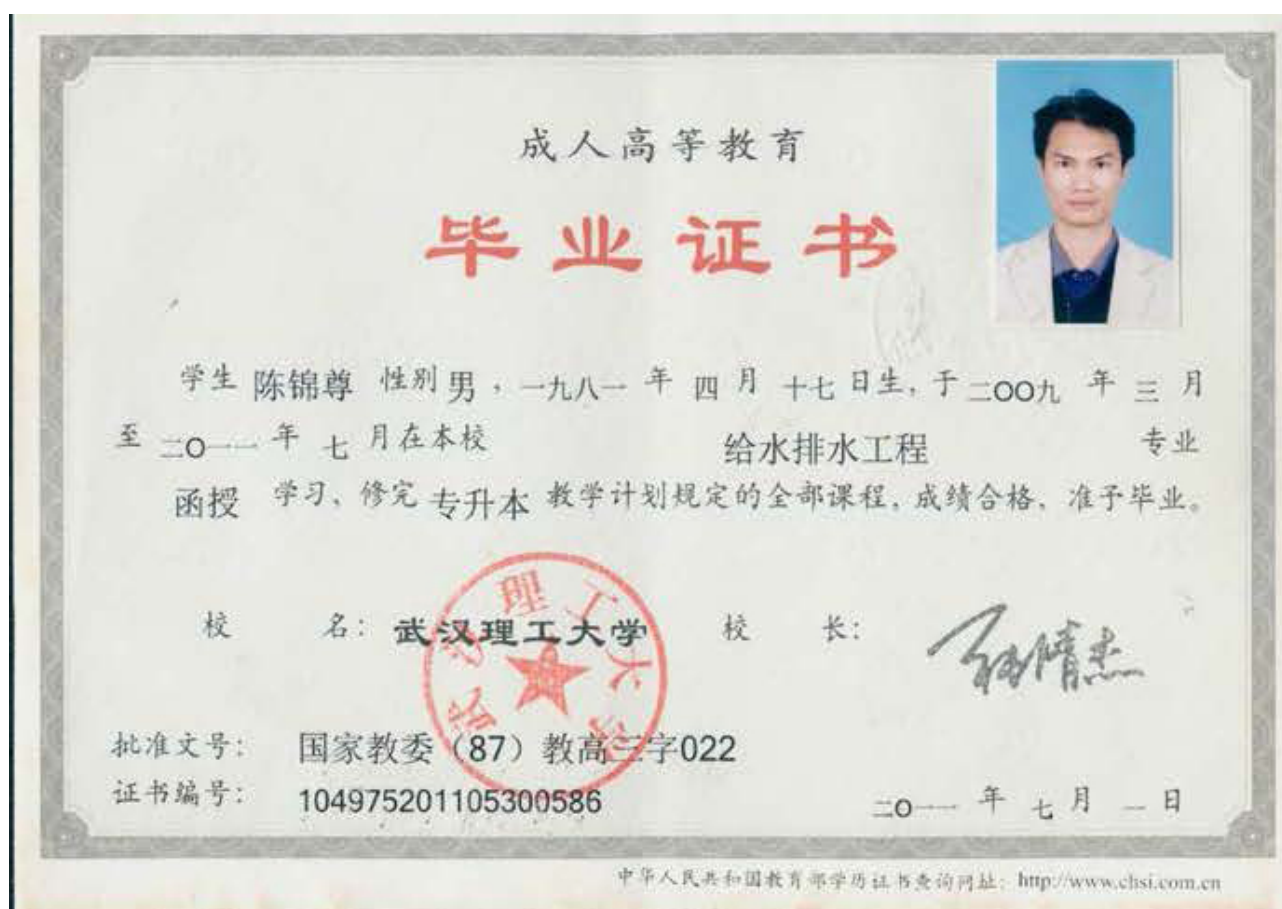 成人高等教育
毕业证书
学生 陈锦尊 性别 男，一九八一 年 四 月 十七 日生，于 二OO九 年 三 月
至 二O一一 年 七 月在本校 给水排水工程 专业
函授 学习、修完 专升本 教学计划规定的全部课程，成绩合格，准予毕业。
校 名：武汉理工大学 校 长：
武汉理工大学
批准文号： 国家教委（87）教高三字022
证书编号： 104975201105300586 二O一一 年 七 月 一 日
中华人民共和国教育部学历证书查询网址：http://www.chsi.com.cn